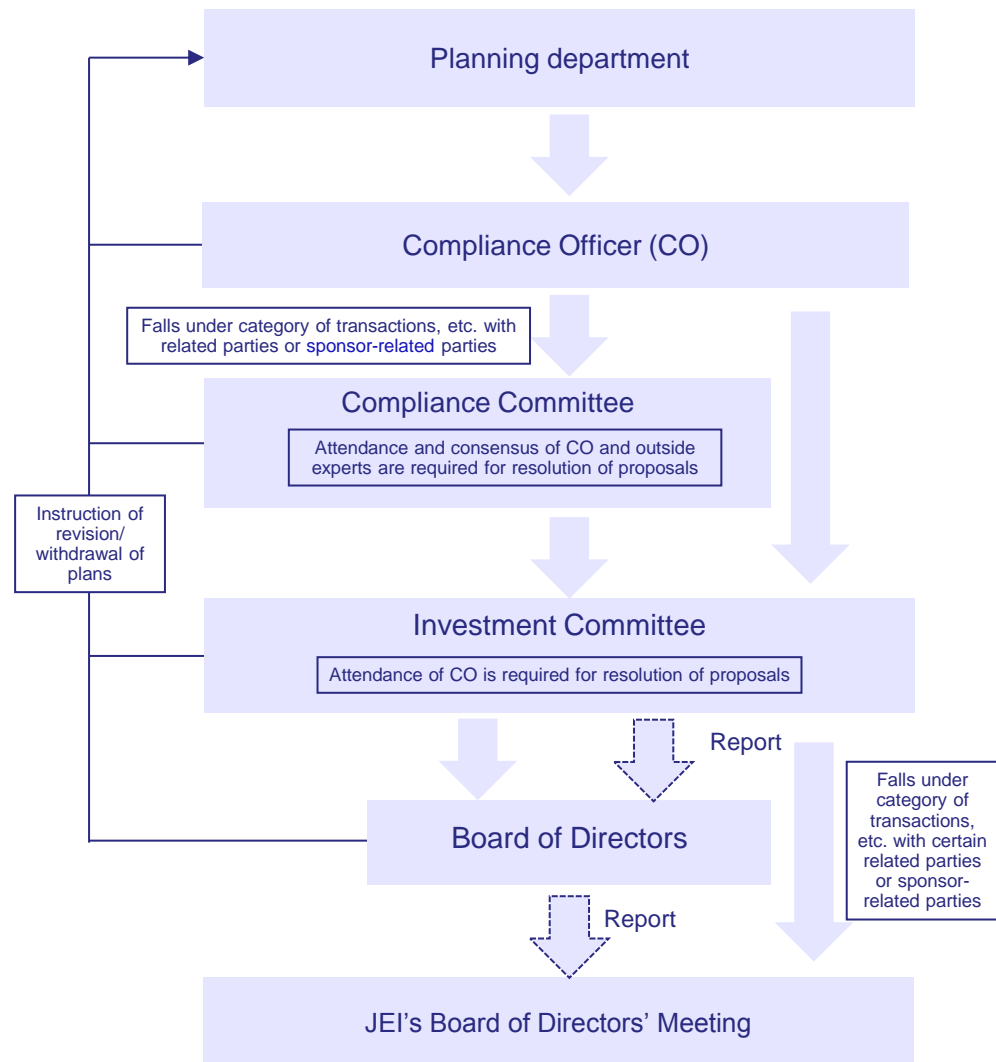 Planning department
Compliance Officer (CO)
Falls under category of transactions, etc. with
related parties or sponsor-related parties
Compliance Committee
Attendance and consensus of CO and outside
experts are required for resolution of proposals
Instruction of
revision/
withdrawal of
plans
Investment Committee
Attendance of CO is required for resolution of proposals
Report
Falls under
category of
transactions,
etc. with certain
related parties
or sponsor-
related parties
Board of Directors
Report
JEI’s Board of Directors’ Meeting